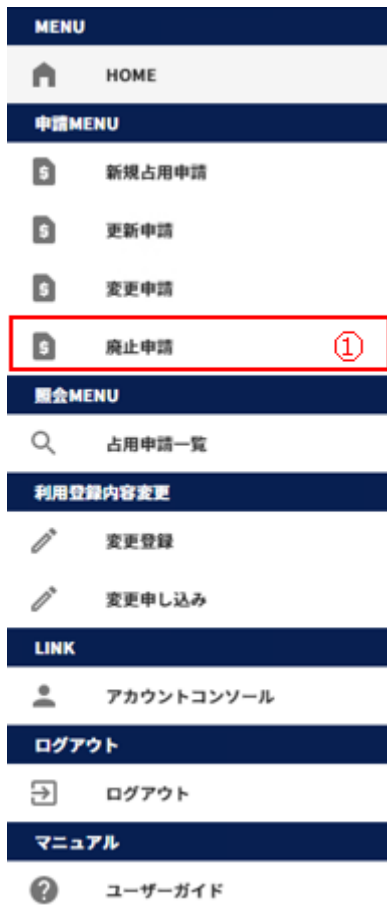 MENU
HOME
申請MENU
新規占用申請
更新申請
変更申請
廃止申請 ①
照会MENU
占用申請一覧
利用登録内容変更
変更登録
変更申し込み
LINK
アカウントコンソール
ログアウト
ログアウト
マニュアル
ユーザーガイド